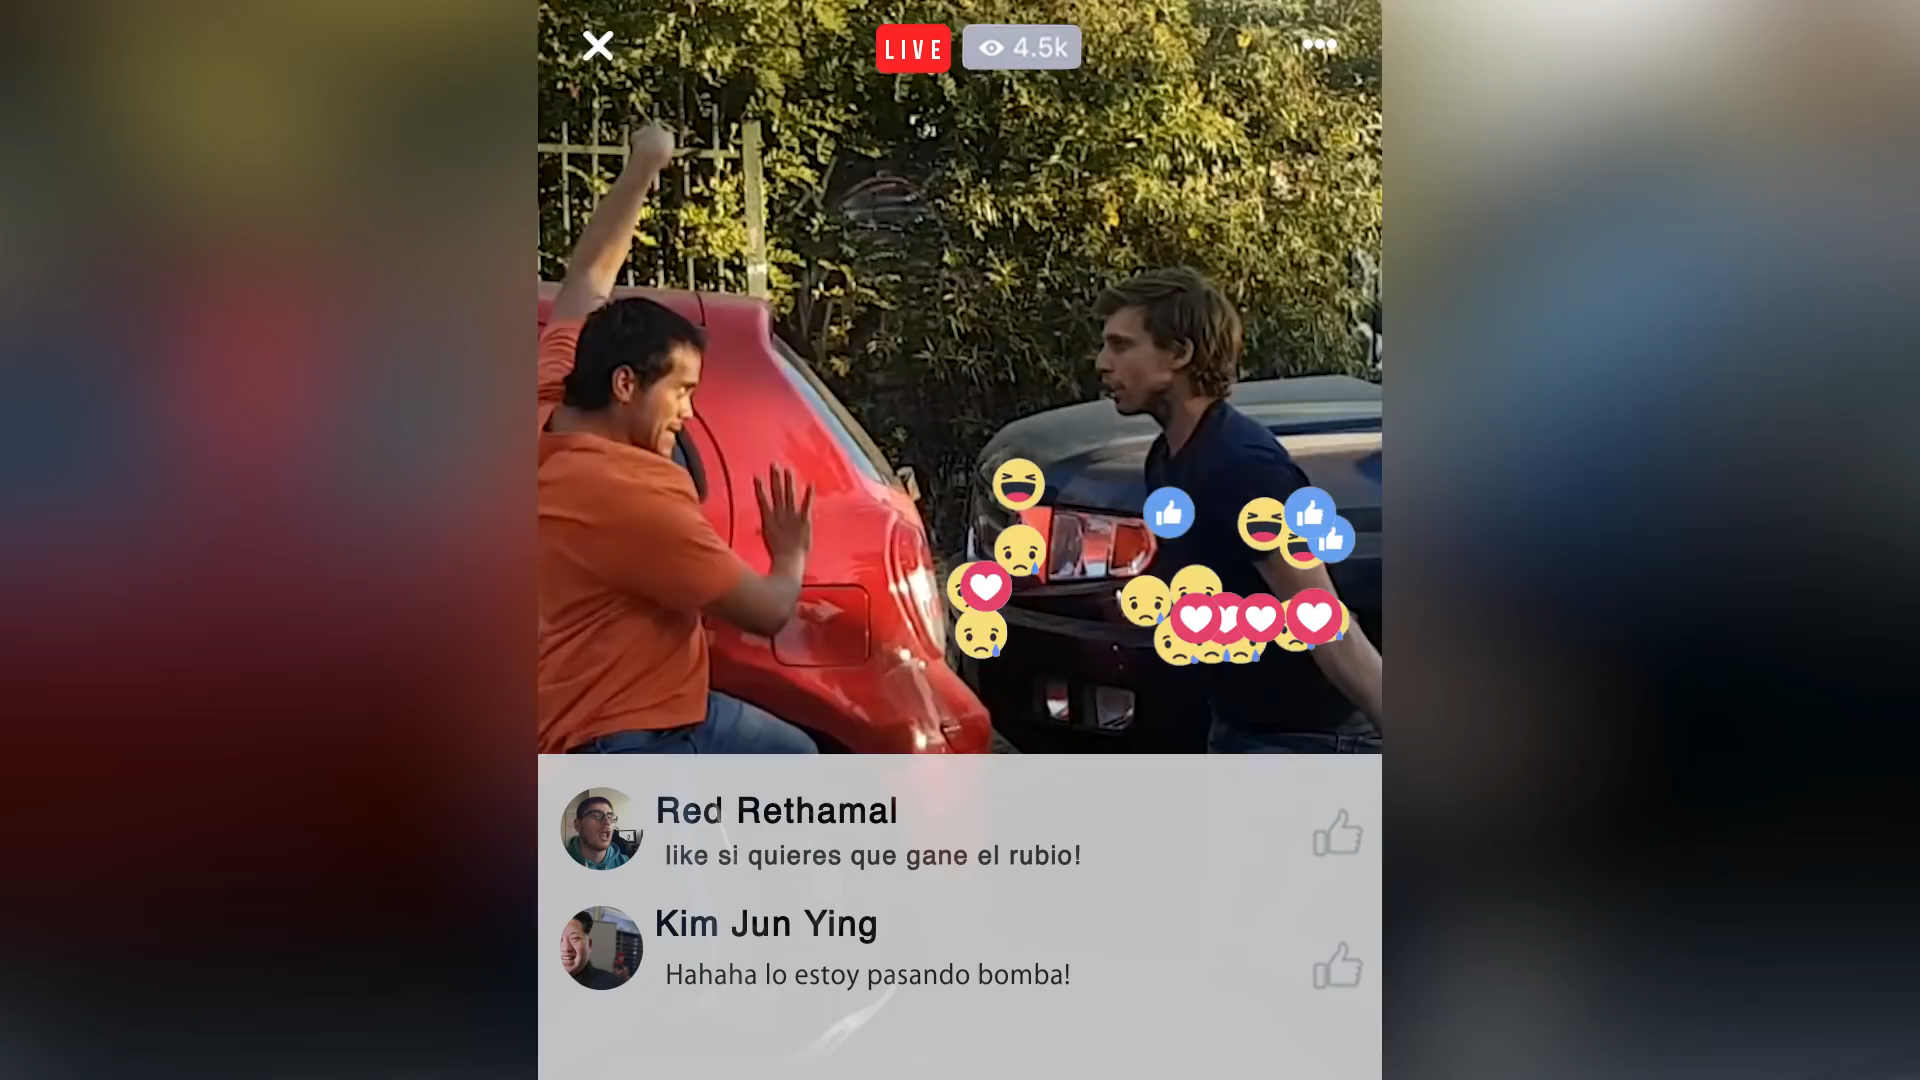 LIVE 4.5k
Red Rethamal
like si quieres que gane el rubio!
Kim Jun Ying
Hahaha lo estoy pasando bomba!